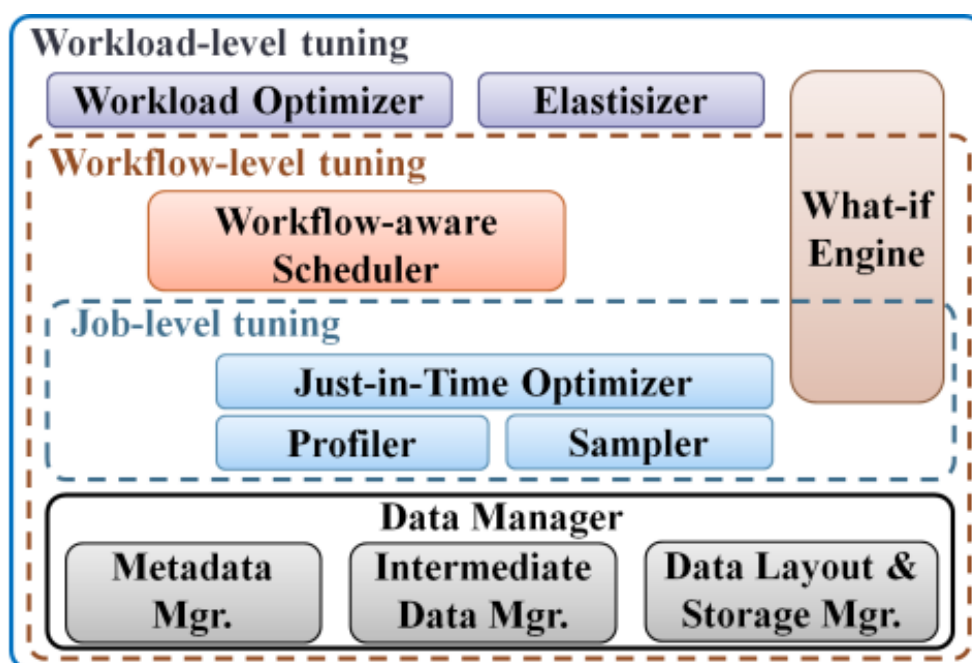 Workload-level tuning
Workload Optimizer
Elastisizer
What-if
Engine
Workflow-level tuning
Workflow-aware
Scheduler
Job-level tuning
Just-in-Time Optimizer
Profiler
Sampler
Data Manager
Metadata
Mgr.
Intermediate
Data Mgr.
Data Layout &
Storage Mgr.